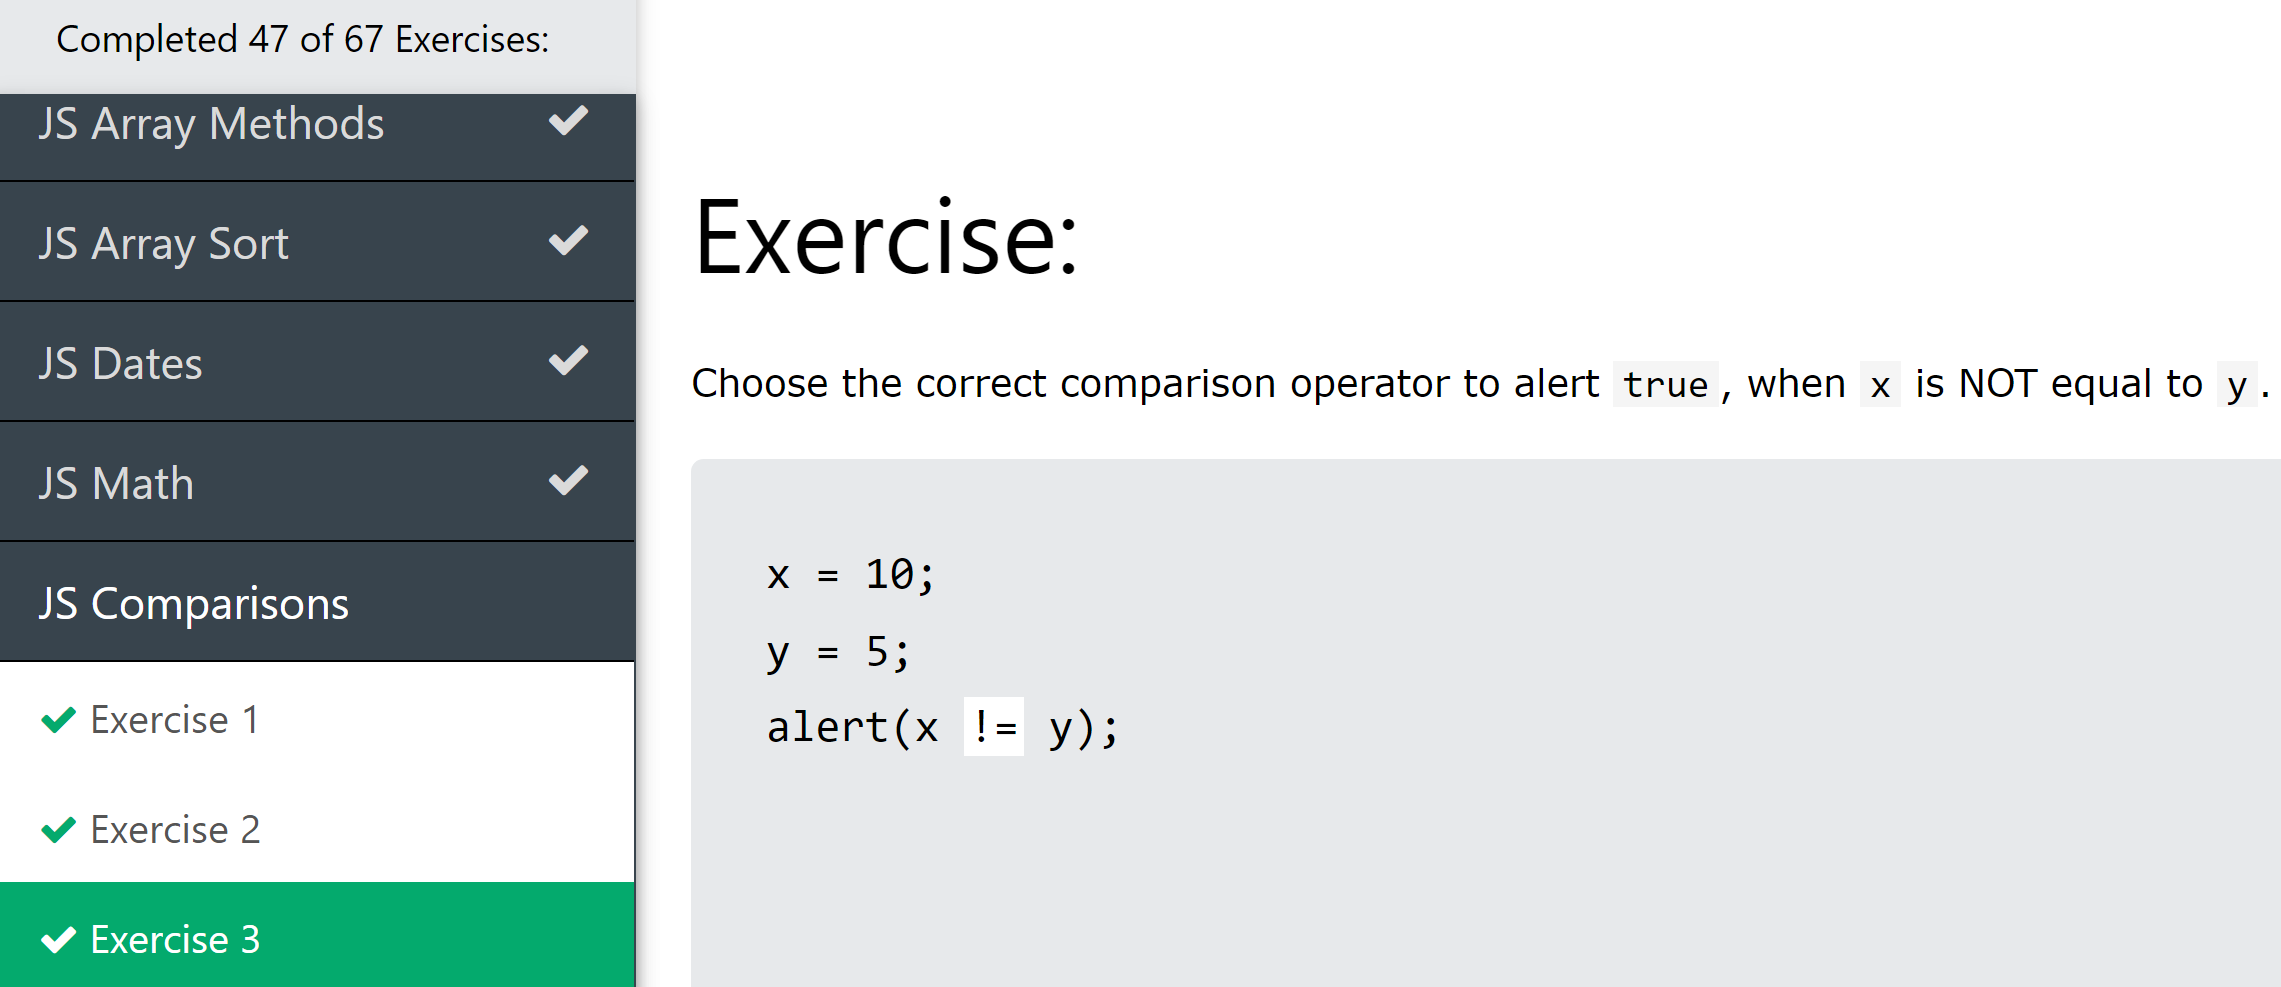 Completed 47 of 67 Exercises:
JS Array Methods
JS Array Sort
JS Dates
JS Math
JS Comparisons
Exercise 1
Exercise 2
Exercise 3
Exercise:
Choose the correct comparison operator to alert true, when x is NOT equal to y.
x = 10;
y = 5;
alert(x != y);